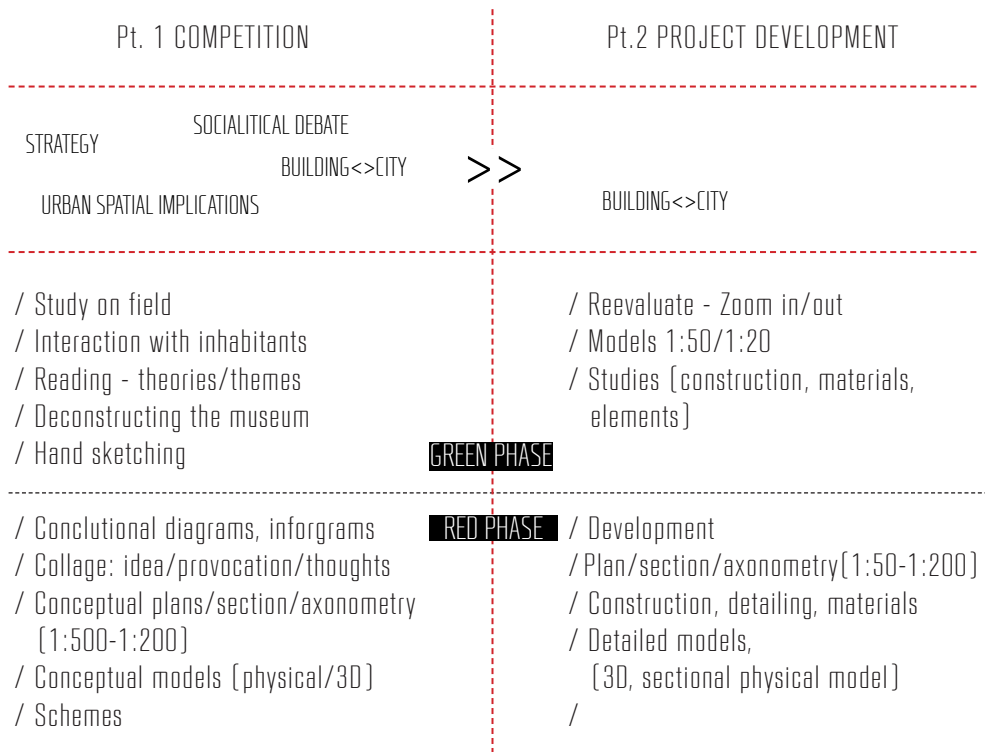 Pt. 1 COMPETITION
Pt.2 PROJECT DEVELOPMENT
SOCIALITICAL DEBATE
STRATEGY
BUILDING<>CITY
>>
URBAN SPATIAL IMPLICATIONS
BUILDING<>CITY
/ Study on field
/ Interaction with inhabitants
/ Reading - theories/themes
/ Deconstructing the museum
/ Hand sketching
/ Reevaluate - Zoom in/out
/ Models 1:50/1:20
/ Studies (construction, materials,
elements)
GREEN PHASE
RED PHASE
/ Conclutional diagrams, inforgrams
/ Collage: idea/provocation/thoughts
/ Conceptual plans/section/axonometry
(1:500-1:200)
/ Conceptual models (physical/3D)
/ Schemes
/ Development
/Plan/section/axonometry(1:50-1:200)
/ Construction, detailing, materials
/ Detailed models,
(3D, sectional physical model)
/